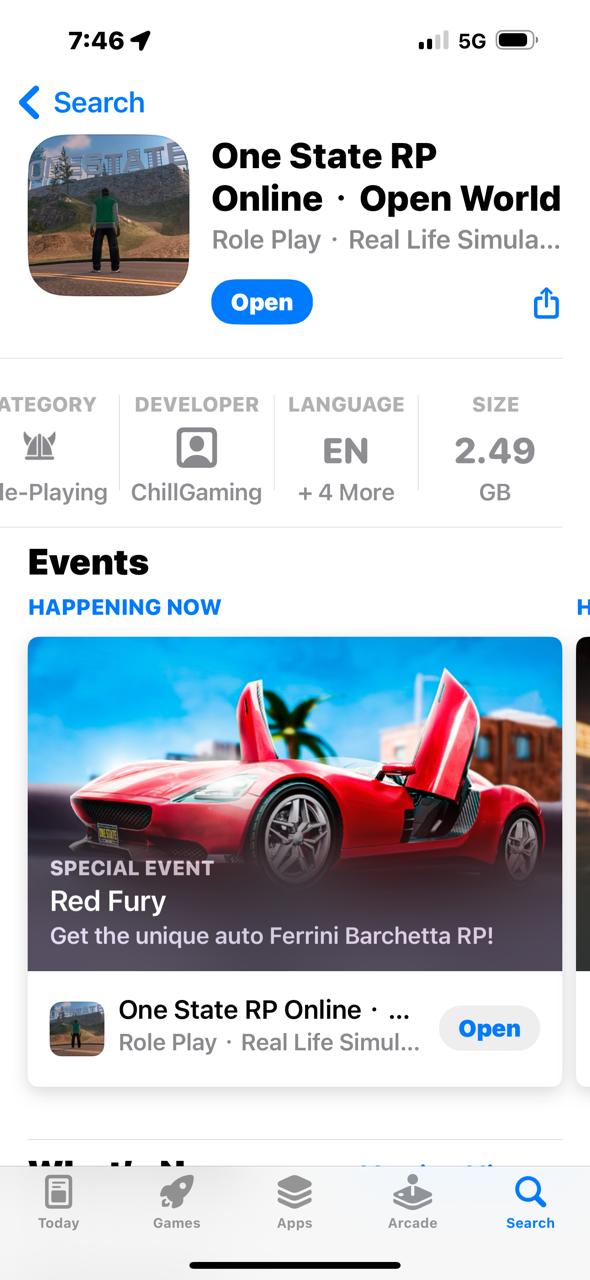 7:46
5G
Search
ONESTATE
One State RP
Online · Open World
Role Play · Real Life Simula...
Open
ATEGORY
DEVELOPER
LANGUAGE
SIZE
EN
2.49
le-Playing
ChillGaming
+ 4 More
GB
Events
HAPPENING NOW
H
ONE STATE
SPECIAL EVENT
Red Fury
Get the unique auto Ferrini Barchetta RP!
One State RP Online · ...
Role Play · Real Life Simul...
Open
Today
Games
Apps
Arcade
Search